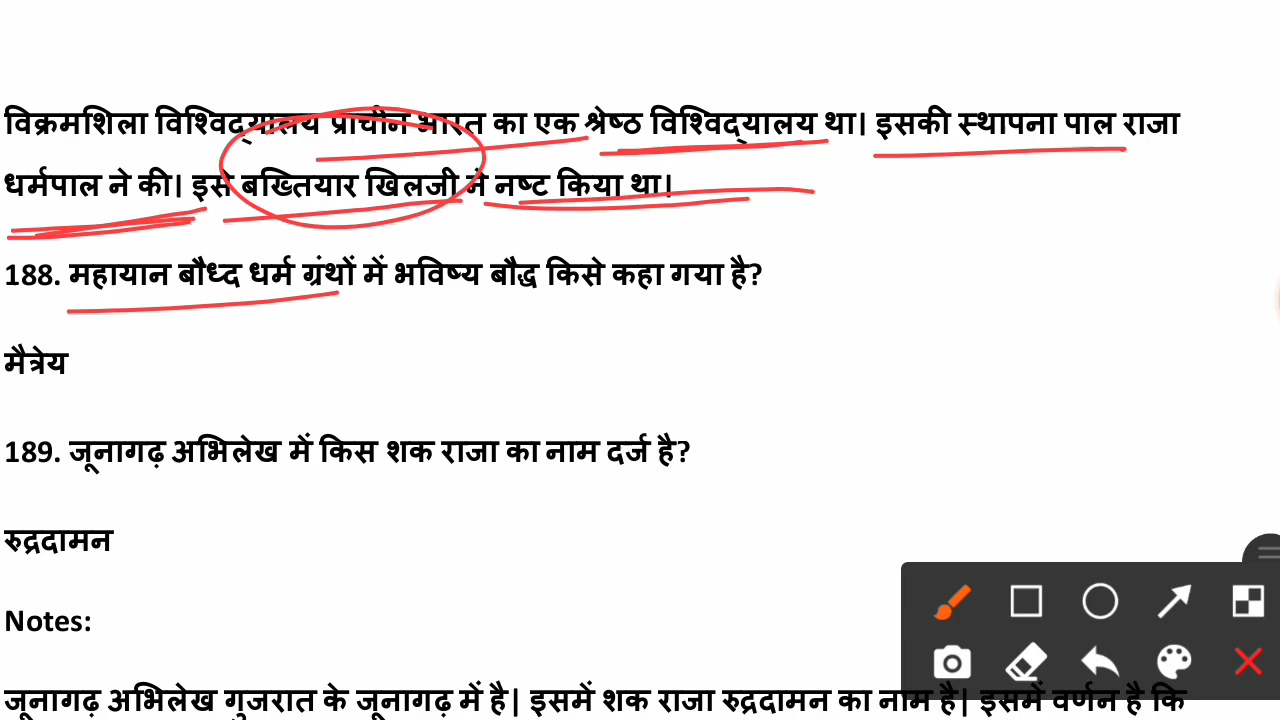 विक्रमशिला विश्विद्यालय प्राचीन भारत का एक श्रेष्ठ विश्विद्यालय था। इसकी स्थापना पाल राजा
धर्मपाल ने की। इसे बख्तियार खिलजी ने नष्ट किया था।
188. महायान बौध्द धर्म ग्रंथों में भविष्य बौद्ध किसे कहा गया है?
मैत्रेय
189. जूनागढ़ अभिलेख में किस शक राजा का नाम दर्ज है?
रुद्रदामन
Notes:
जूनागढ़ अभिलेख गुजरात के जूनागढ़ में है| इसमें शक राजा रुद्रदामन का नाम है| इसमें वर्णन है कि